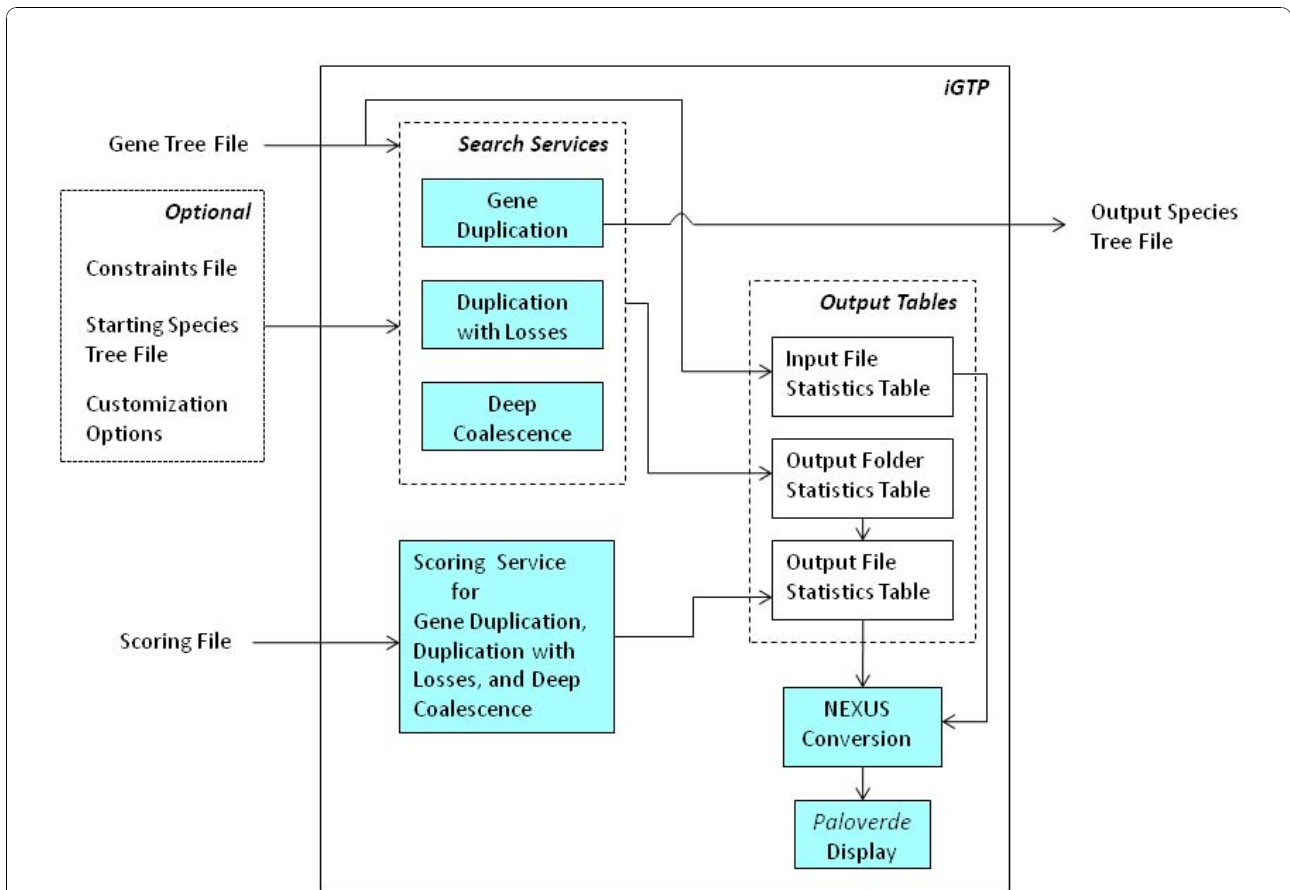 iGTP
Gene Tree File
Search Services
Optional
Gene
Duplication
Output Species
Tree File
Constraints File
Duplication
with Losses
Starting Species
Tree File
Customization
Options
Deep
Coalescence
Output Tables
Input File
Statistics Table
Output Folder
Statistics Table
Output File
Statistics Table
Scoring File
Scoring Service
for
Gene Duplication,
Duplication with
Losses, and Deep
Coalescence
NEXUS
Conversion
Paloverde
Display